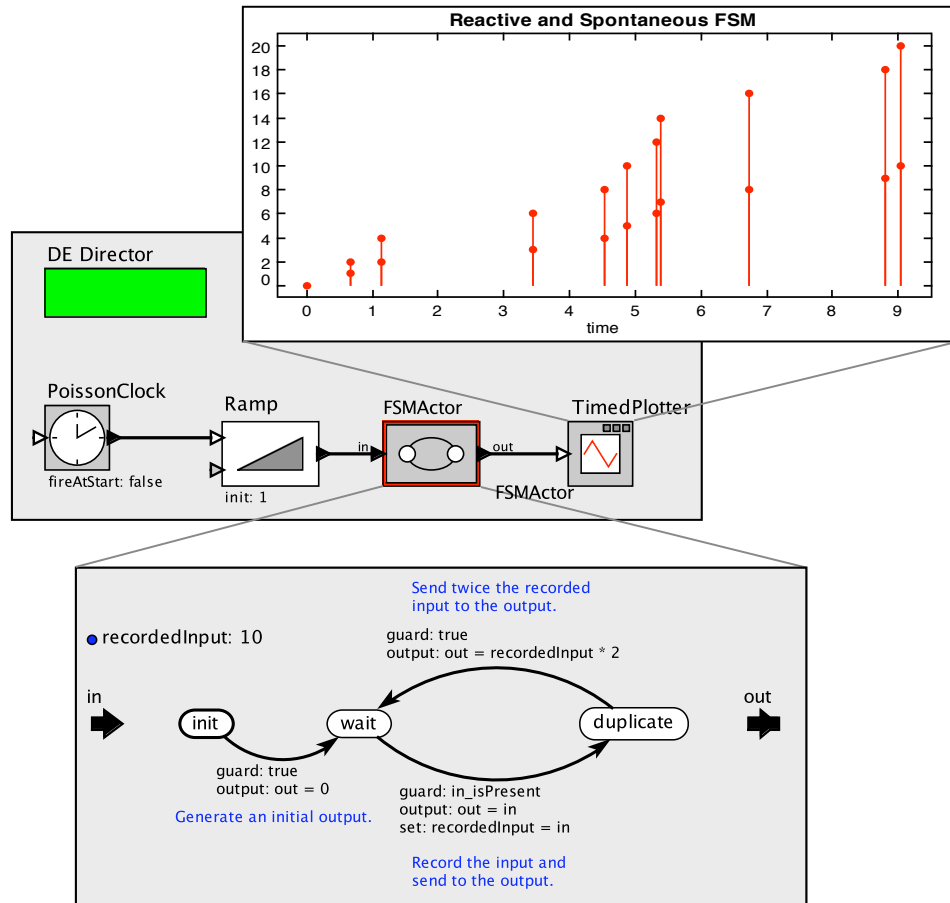 Reactive and Spontaneous FSM
20
18
16
14
12
10
8
6
4
2
0
0 1 2 3 4 5 6 7 8 9
time
DE Director
PoissonClock
fireAtStart: false
Ramp
init: 1
FSMActor
in
out
FSMActor
TimedPlotter
Send twice the recorded
input to the output.
recordedInput: 10
guard: true
output: out = recordedInput * 2
in
init
wait
duplicate
out
guard: true
output: out = 0
Generate an initial output.
guard: in_isPresent
output: out = in
set: recordedInput = in
Record the input and
send to the output.